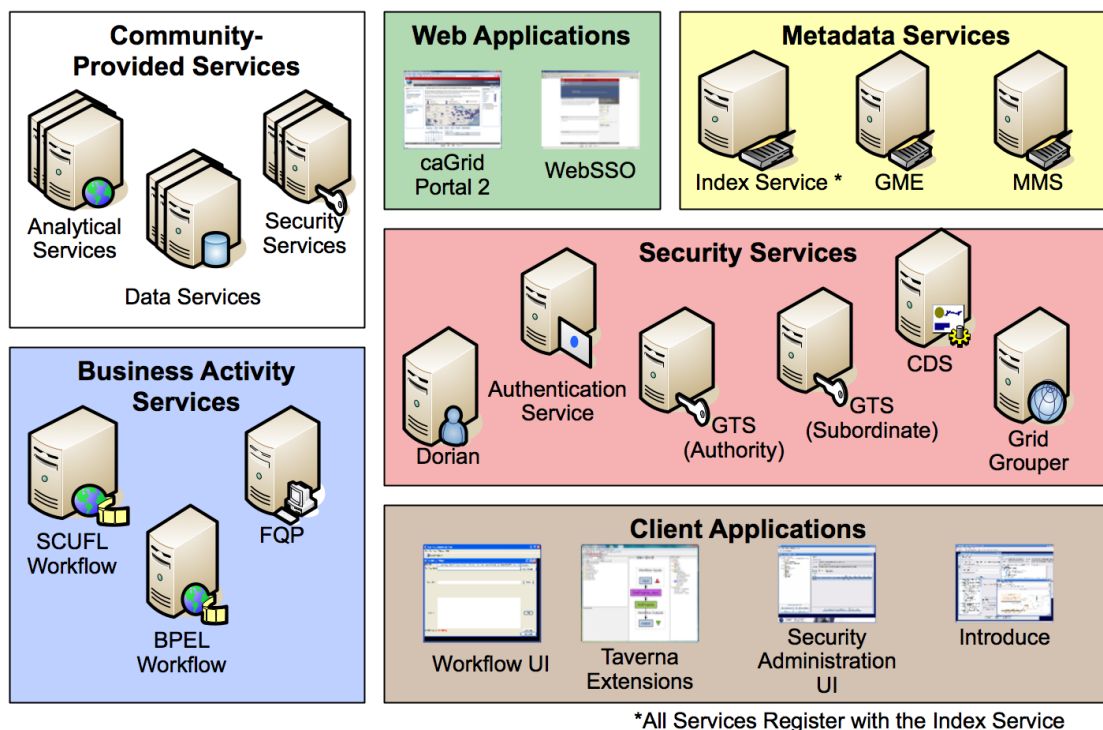 Community-
Provided Services
Analytical
Services
Security
Services
Data Services
Web Applications
caGrid
Portal 2
WebSSO
Metadata Services
Index Service *
GME
MMS
Security Services
Dorian
Authentication
Service
GTS
(Authority)
GTS
(Subordinate)
CDS
Grid
Grouper
Business Activity
Services
SCUFL
Workflow
FQP
BPEL
Workflow
Client Applications
Workflow UI
Taverna
Extensions
Security
Administration
UI
Introduce
*All Services Register with the Index Service